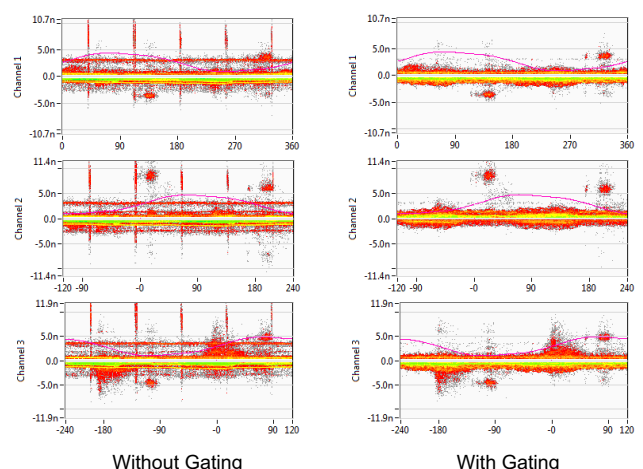 10.7n
5.0n
0.0
-5.0n
-10.7n
Channel 1
0 90 180 270 360
10.7n
5.0n
0.0
-5.0n
-10.7n
Channel 1
0 90 180 270 360
11.4n
5.0n
0.0
-5.0n
-11.4n
Channel 2
-120 -90 -0 90 180 240
11.4n
5.0n
0.0
-5.0n
-11.4n
Channel 2
-120 -90 -0 90 180 240
11.9n
5.0n
0.0
-5.0n
-11.9n
Channel 3
-240 -180 -90 -0 120
11.9n
5.0n
0.0
-5.0n
-11.9n
Channel 3
-240 -180 -90 -0 120
Without Gating
With Gating